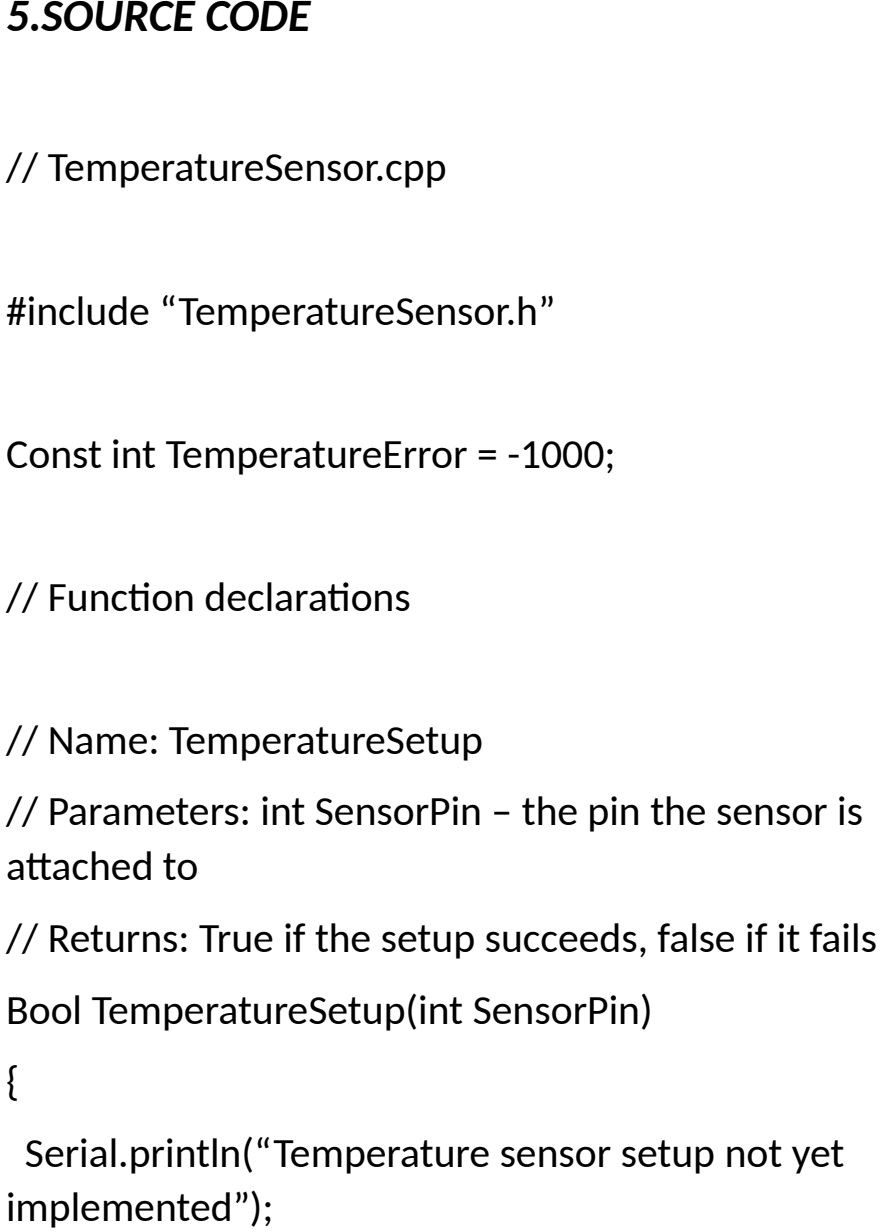 5.SOURCE CODE
// TemperatureSensor.cpp
#include “TemperatureSensor.h”
Const int TemperatureError = -1000;
// Function declarations
// Name: TemperatureSetup
// Parameters: int SensorPin – the pin the sensor is
attached to
// Returns: True if the setup succeeds, false if it fails
Bool TemperatureSetup(int SensorPin)
{
  Serial.println(“Temperature sensor setup not yet
implemented”);